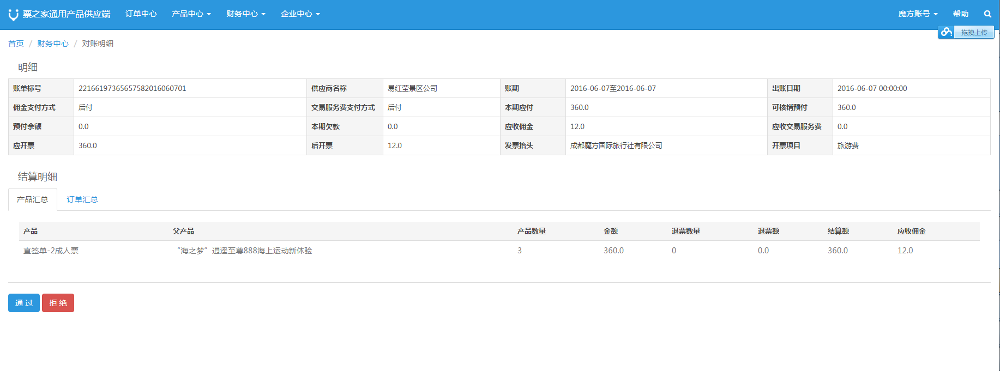 票之家通用产品供应端 订单中心 产品中心 财务中心 企业中心 魔方账号 帮助
拖拽上传
首页 / 财务中心 / 对账明细
明细
账单标号 22166197365657582016060701 供应商名称 易红莹景区公司 账期 2016-06-07至2016-06-07 出账日期 2016-06-07 00:00:00
佣金支付方式 后付 交易服务费支付方式 后付 本期应付 360.0 可核销预付 360.0
预付余额 0.0 本期欠款 0.0 应收佣金 12.0 应收交易服务费 0.0
应开票 360.0 后开票 12.0 发票抬头 成都魔方国际旅行社有限公司 开票项目 旅游费
结算明细
产品汇总 订单汇总
产品 父产品 产品数量 金额 退票数量 退票额 结算额 应收佣金
直签单-2成人票 “海之梦”逍遥至尊888海上运动新体验 3 360.0 0 0.0 360.0 12.0
通 过 拒 绝